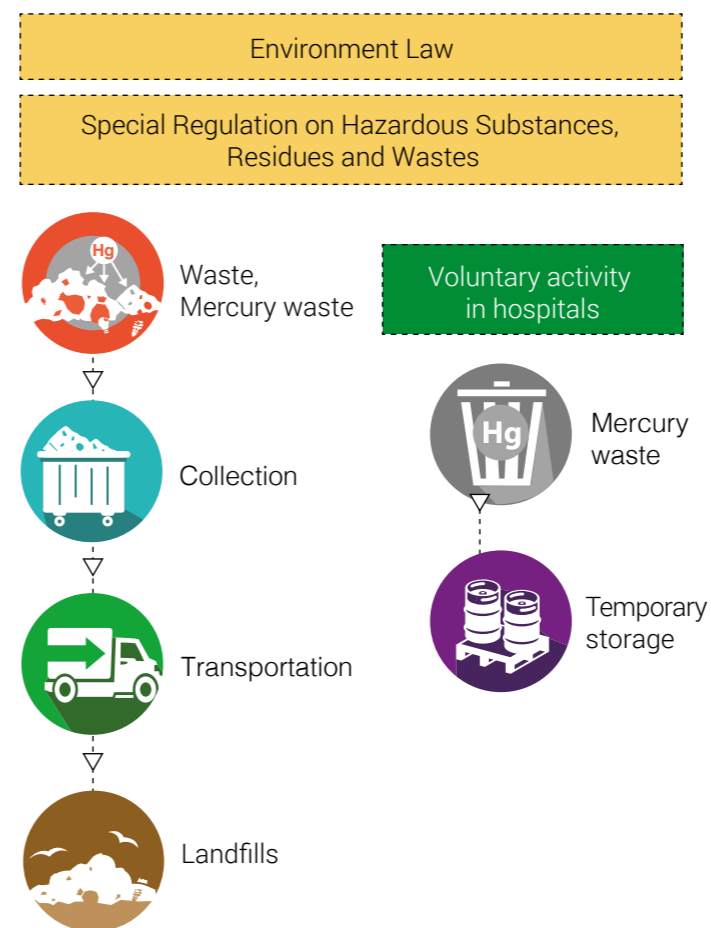 Environment Law
Special Regulation on Hazardous Substances,
Residues and Wastes
Hg
Waste,
Mercury waste
Collection
Transportation
Landfills
Voluntary activity
in hospitals
Hg
Mercury
waste
Temporary
storage